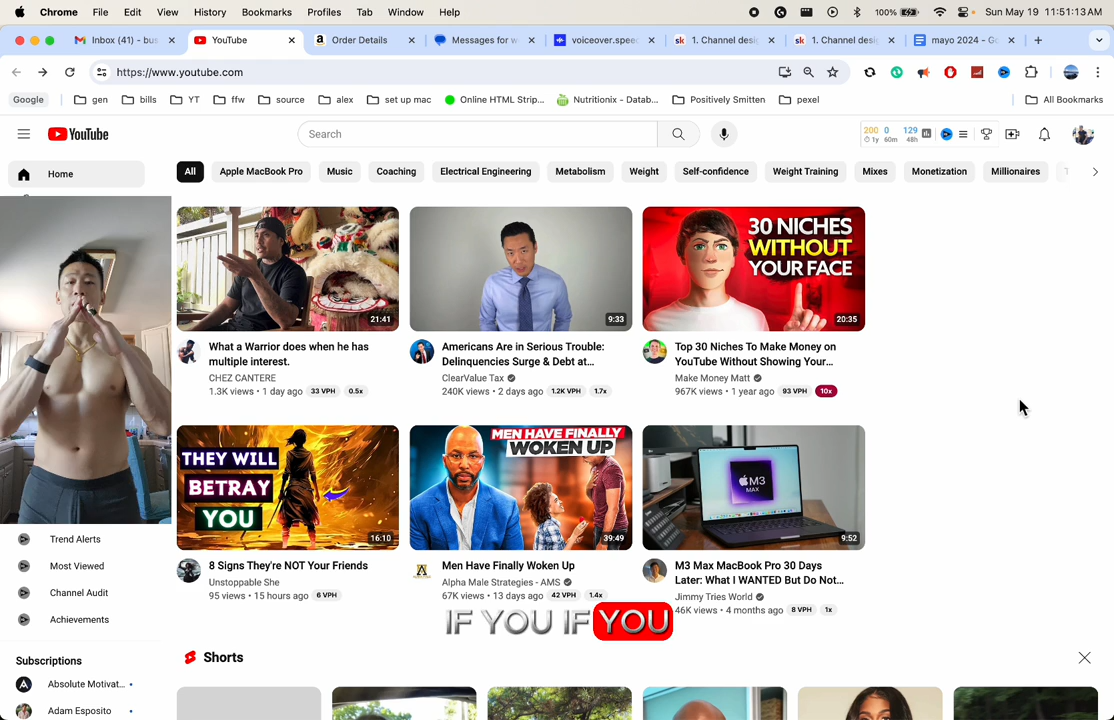 Chrome File Edit View History Bookmarks Profiles Tab Window Help 100% Sun May 19 11:51:13 AM
Inbox (41) - bus YouTube Order Details Messages for w voiceover.spee 1. Channel desi 1. Channel desi mayo 2024 - Go
https://www.youtube.com
Google gen bills YT ffw source alex set up mac Online HTML Strip... Nutritionix - Datab... Positively Smitten pexel All Bookmarks
YouTube Search 200 0 129
1y 60m 48h
Home All Apple MacBook Pro Music Coaching Electrical Engineering Metabolism Weight Self-confidence Weight Training Mixes Monetization Millionaires
30 NICHES
WITHOUT
YOUR FACE
21:41 9:33 20:35
What a Warrior does when he has
multiple interest.
CHEZ CANTERE
1.3K views • 1 day ago 33 VPH 0.5x
Americans Are in Serious Trouble:
Delinquencies Surge & Debt at...
ClearValue Tax
240K views • 2 days ago 1.2K VPH 1.7x
Top 30 Niches To Make Money on
YouTube Without Showing Your...
Make Money Matt
967K views • 1 year ago 93 VPH 10x
THEY WILL
BETRAY
YOU
16:10
MEN HAVE FINALLY
WOKEN UP
39:49
M3
MAX
9:52
8 Signs They're NOT Your Friends
Unstoppable She
95 views • 15 hours ago 6 VPH
Men Have Finally Woken Up
Alpha Male Strategies - AMS
67K views • 13 days ago 42 VPH 1.4x
M3 Max MacBook Pro 30 Days
Later: What I WANTED But Do Not...
Jimmy Tries World
46K views • 4 months ago 8 VPH 1x
IF YOU IF YOU
Trend Alerts
Most Viewed
Channel Audit
Achievements
Subscriptions
Absolute Motivat...
Adam Esposito
Shorts